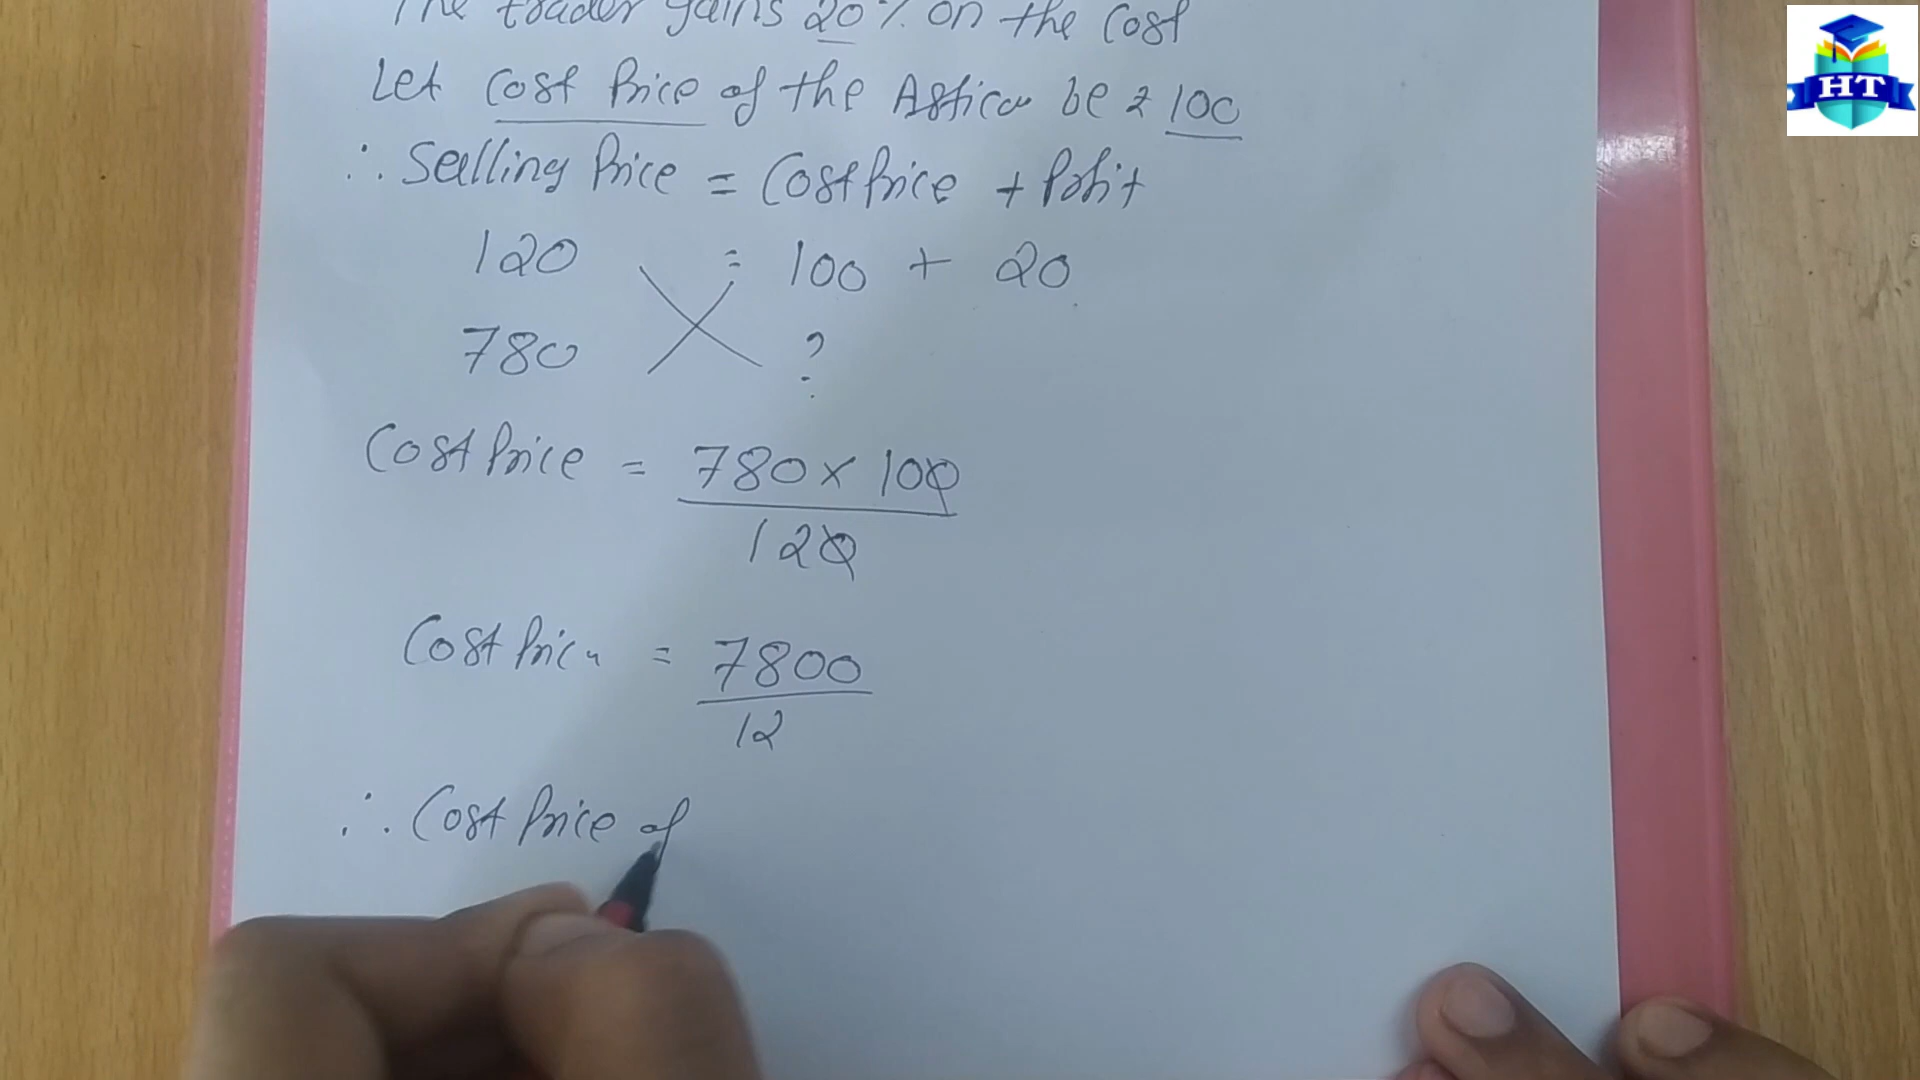 The trader gains 20% on the Cost
Let Cost Price of the Article be ₹ 100
∴ Selling Price = Cost Price + Profit
120 = 100 + 20
780 ?
Cost Price = 780 × 100
120
Cost Price = 7800
12
∴ Cost Price of
HT